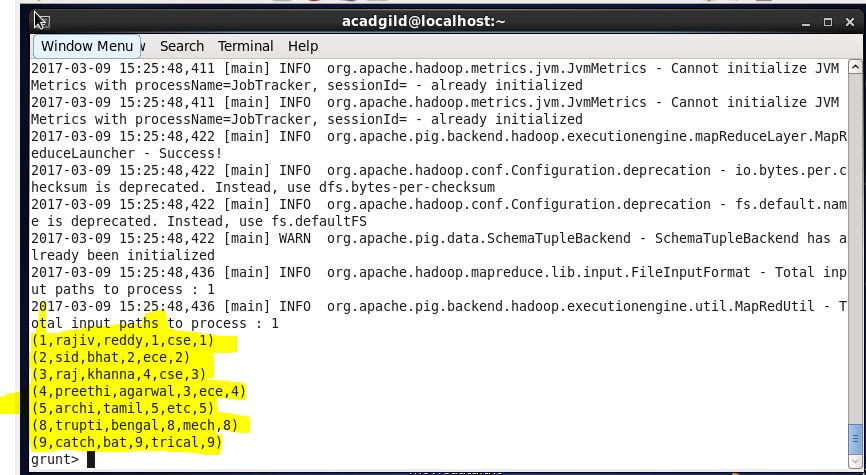 acadgild@localhost:~
Window Menu Search Terminal Help
2017-03-09 15:25:48,411 [main] INFO  org.apache.hadoop.metrics.jvm.JvmMetrics - Cannot initialize JVM
Metrics with processName=JobTracker, sessionId= - already initialized
2017-03-09 15:25:48,411 [main] INFO  org.apache.hadoop.metrics.jvm.JvmMetrics - Cannot initialize JVM
Metrics with processName=JobTracker, sessionId= - already initialized
2017-03-09 15:25:48,422 [main] INFO  org.apache.pig.backend.hadoop.executionengine.mapReduceLayer.MapR
educeLauncher - Success!
2017-03-09 15:25:48,422 [main] INFO  org.apache.hadoop.conf.Configuration.deprecation - io.bytes.per.c
hecksum is deprecated. Instead, use dfs.bytes-per-checksum
2017-03-09 15:25:48,422 [main] INFO  org.apache.hadoop.conf.Configuration.deprecation - fs.default.nam
e is deprecated. Instead, use fs.defaultFS
2017-03-09 15:25:48,422 [main] WARN  org.apache.pig.data.SchemaTupleBackend - SchemaTupleBackend has a
lready been initialized
2017-03-09 15:25:48,436 [main] INFO  org.apache.hadoop.mapreduce.lib.input.FileInputFormat - Total inp
ut paths to process : 1
2017-03-09 15:25:48,436 [main] INFO  org.apache.pig.backend.hadoop.executionengine.util.MapRedUtil - T
otal input paths to process : 1
(1,rajiv,reddy,1,cse,1)
(2,sid,bhat,2,ece,2)
(3,raj,khanna,4,cse,3)
(4,preethi,agarwal,3,ece,4)
(5,archi,tamil,5,etc,5)
(8,trupti,bengal,8,mech,8)
(9,catch,bat,9,trical,9)
grunt>